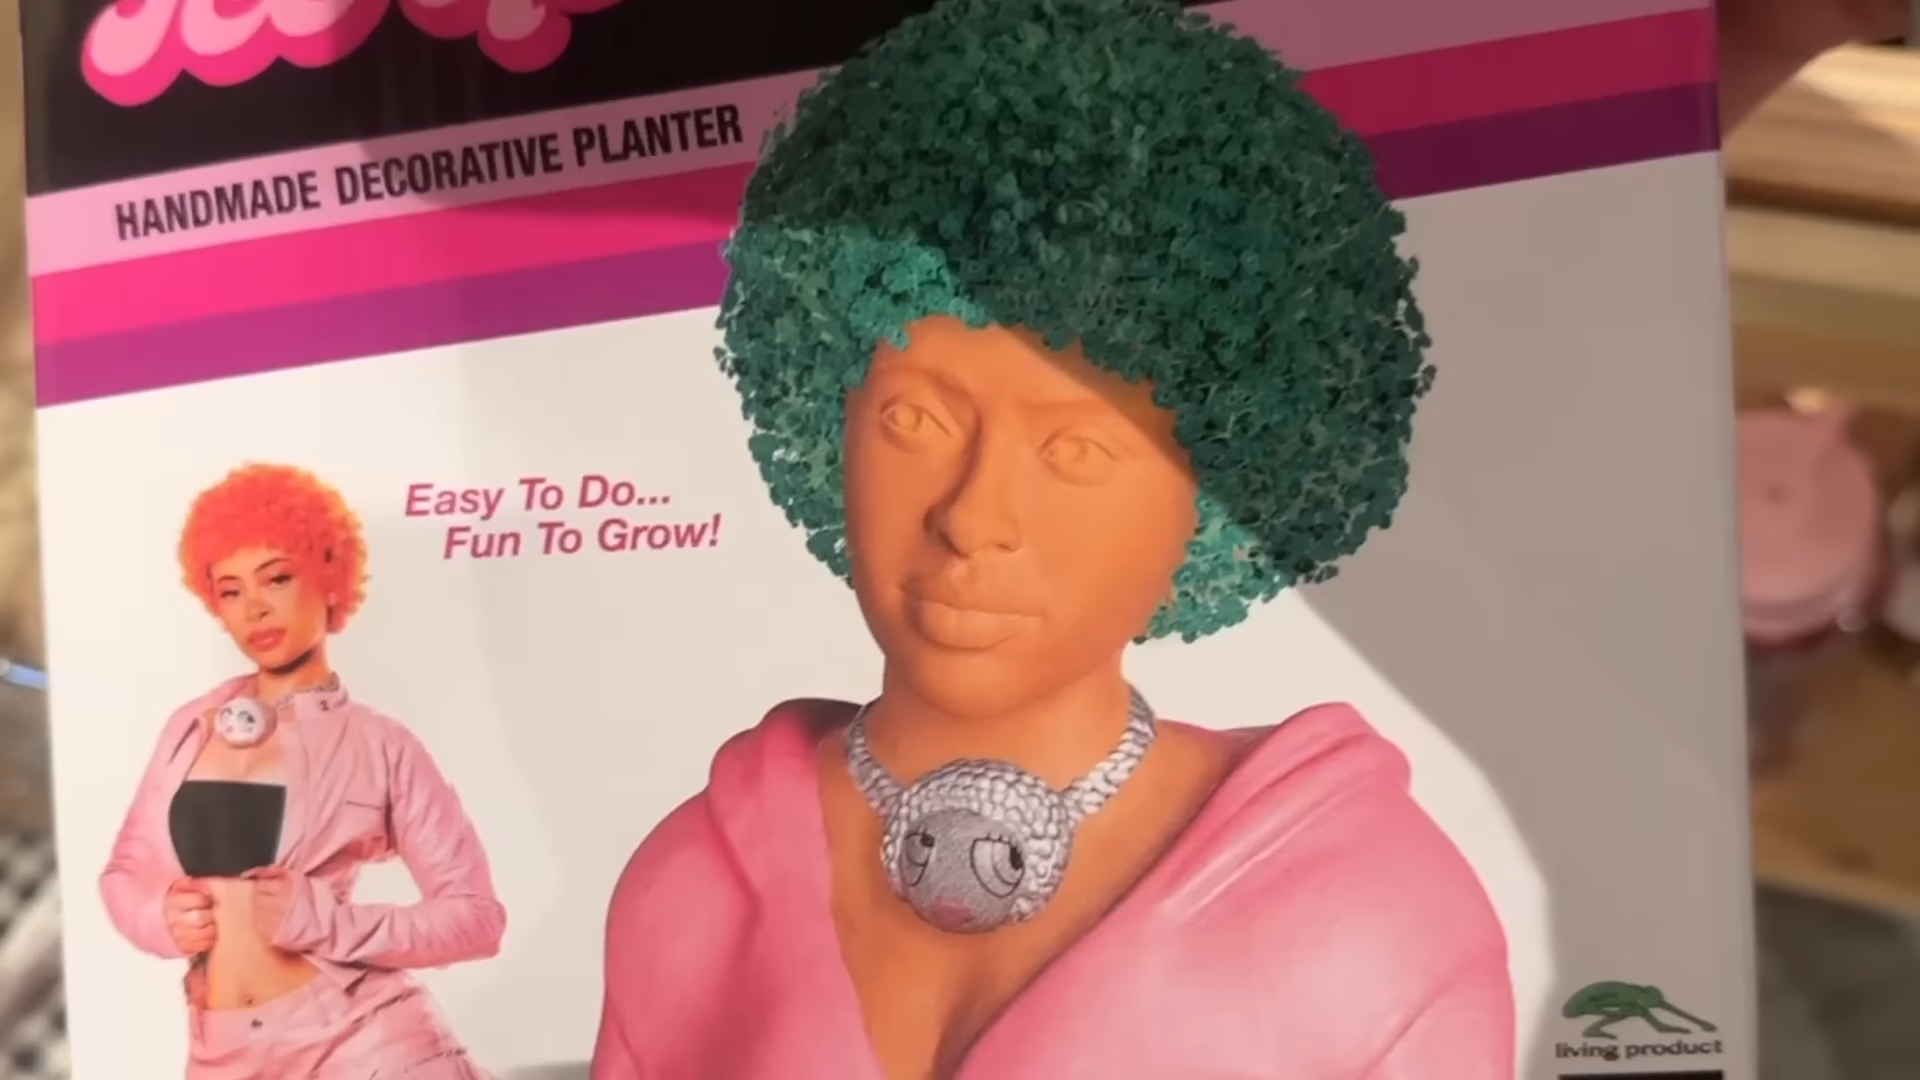 HANDMADE DECORATIVE PLANTER
Easy To Do...
Fun To Grow!
living product